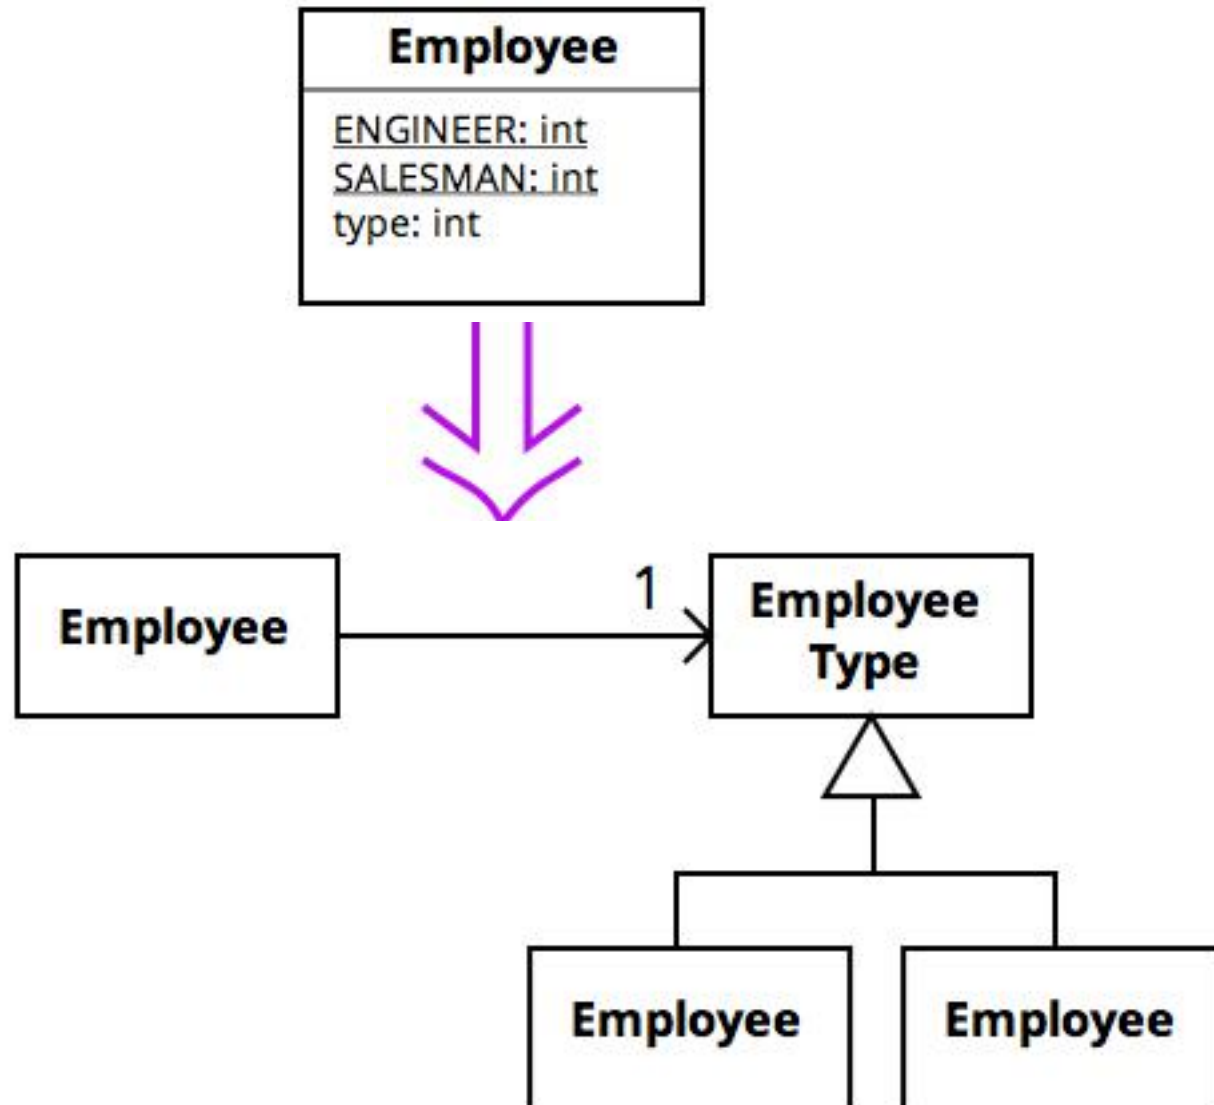 Employee
ENGINEER: int
SALESMAN: int
type: int
Employee
1
Employee
Type
Employee
Employee